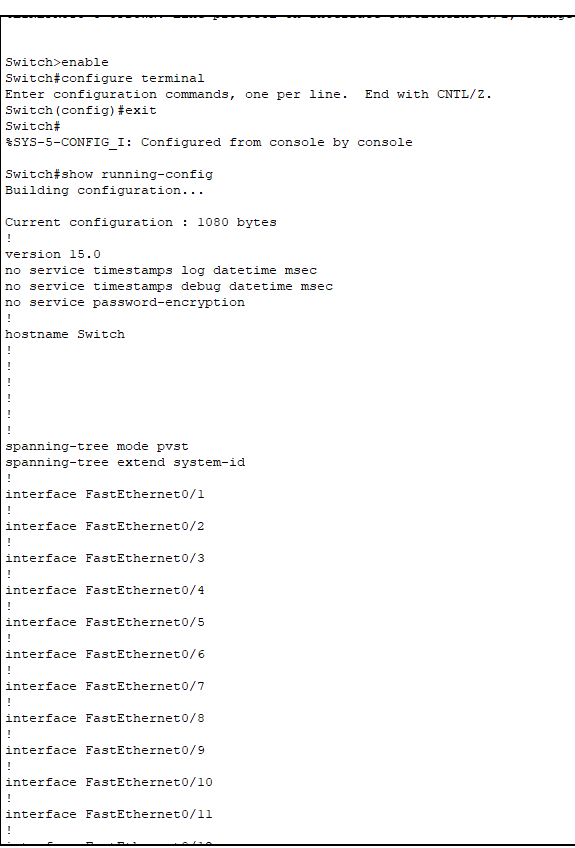 Switch>enable
Switch#configure terminal
Enter configuration commands, one per line.  End with CNTL/Z.
Switch(config)#exit
Switch#
%SYS-5-CONFIG_I: Configured from console by console
Switch#show running-config
Building configuration...
Current configuration : 1080 bytes
!
version 15.0
no service timestamps log datetime msec
no service timestamps debug datetime msec
no service password-encryption
!
hostname Switch
!
!
!
!
!
!
spanning-tree mode pvst
spanning-tree extend system-id
!
interface FastEthernet0/1
!
interface FastEthernet0/2
!
interface FastEthernet0/3
!
interface FastEthernet0/4
!
interface FastEthernet0/5
!
interface FastEthernet0/6
!
interface FastEthernet0/7
!
interface FastEthernet0/8
!
interface FastEthernet0/9
!
interface FastEthernet0/10
!
interface FastEthernet0/11
!